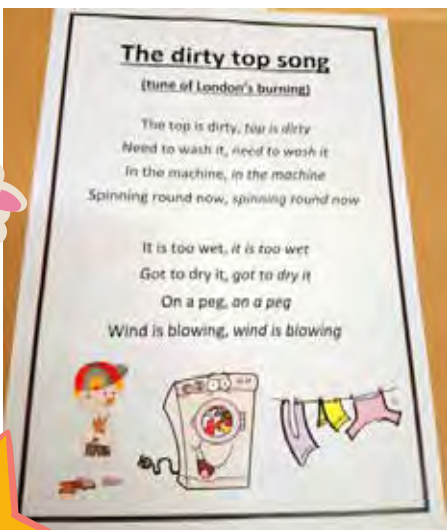 The dirty top song
(tune of London's burning)
The top is dirty, top is dirty
Need to wash it, need to wash it
In the machine, in the machine
Spinning round now, spinning round now
It is too wet, it is too wet
Got to dry it, got to dry it
On a peg, on a peg
Wind is blowing, wind is blowing